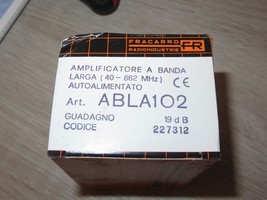 FRACARRO
RADIOINDUSTRIE
FR
AMPLIFICATORE A BANDA
LARGA (40-862 MHz) CE
AUTOALIMENTATO
Art. ABLA102
GUADAGNO 19 dB
CODICE 227312